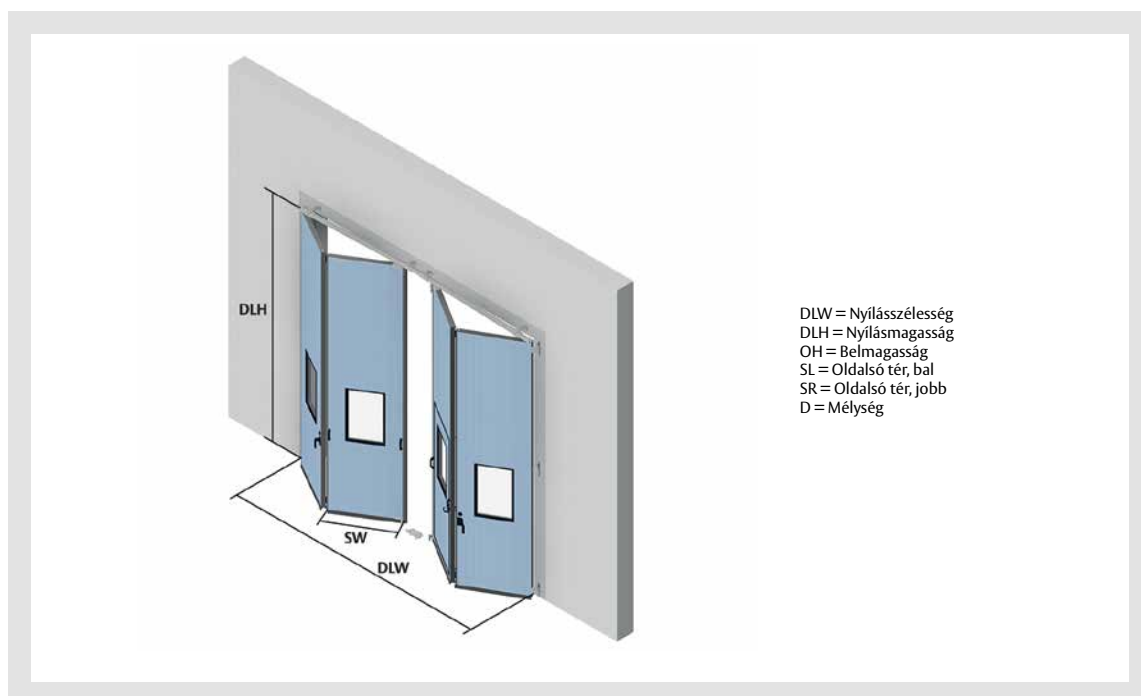 DLH
SW
DLW
DLW = Nyílásszélesség
DLH = Nyílásmagasság
OH = Belmagasság
SL = Oldalsó tér, bal
SR = Oldalsó tér, jobb
D = Mélység